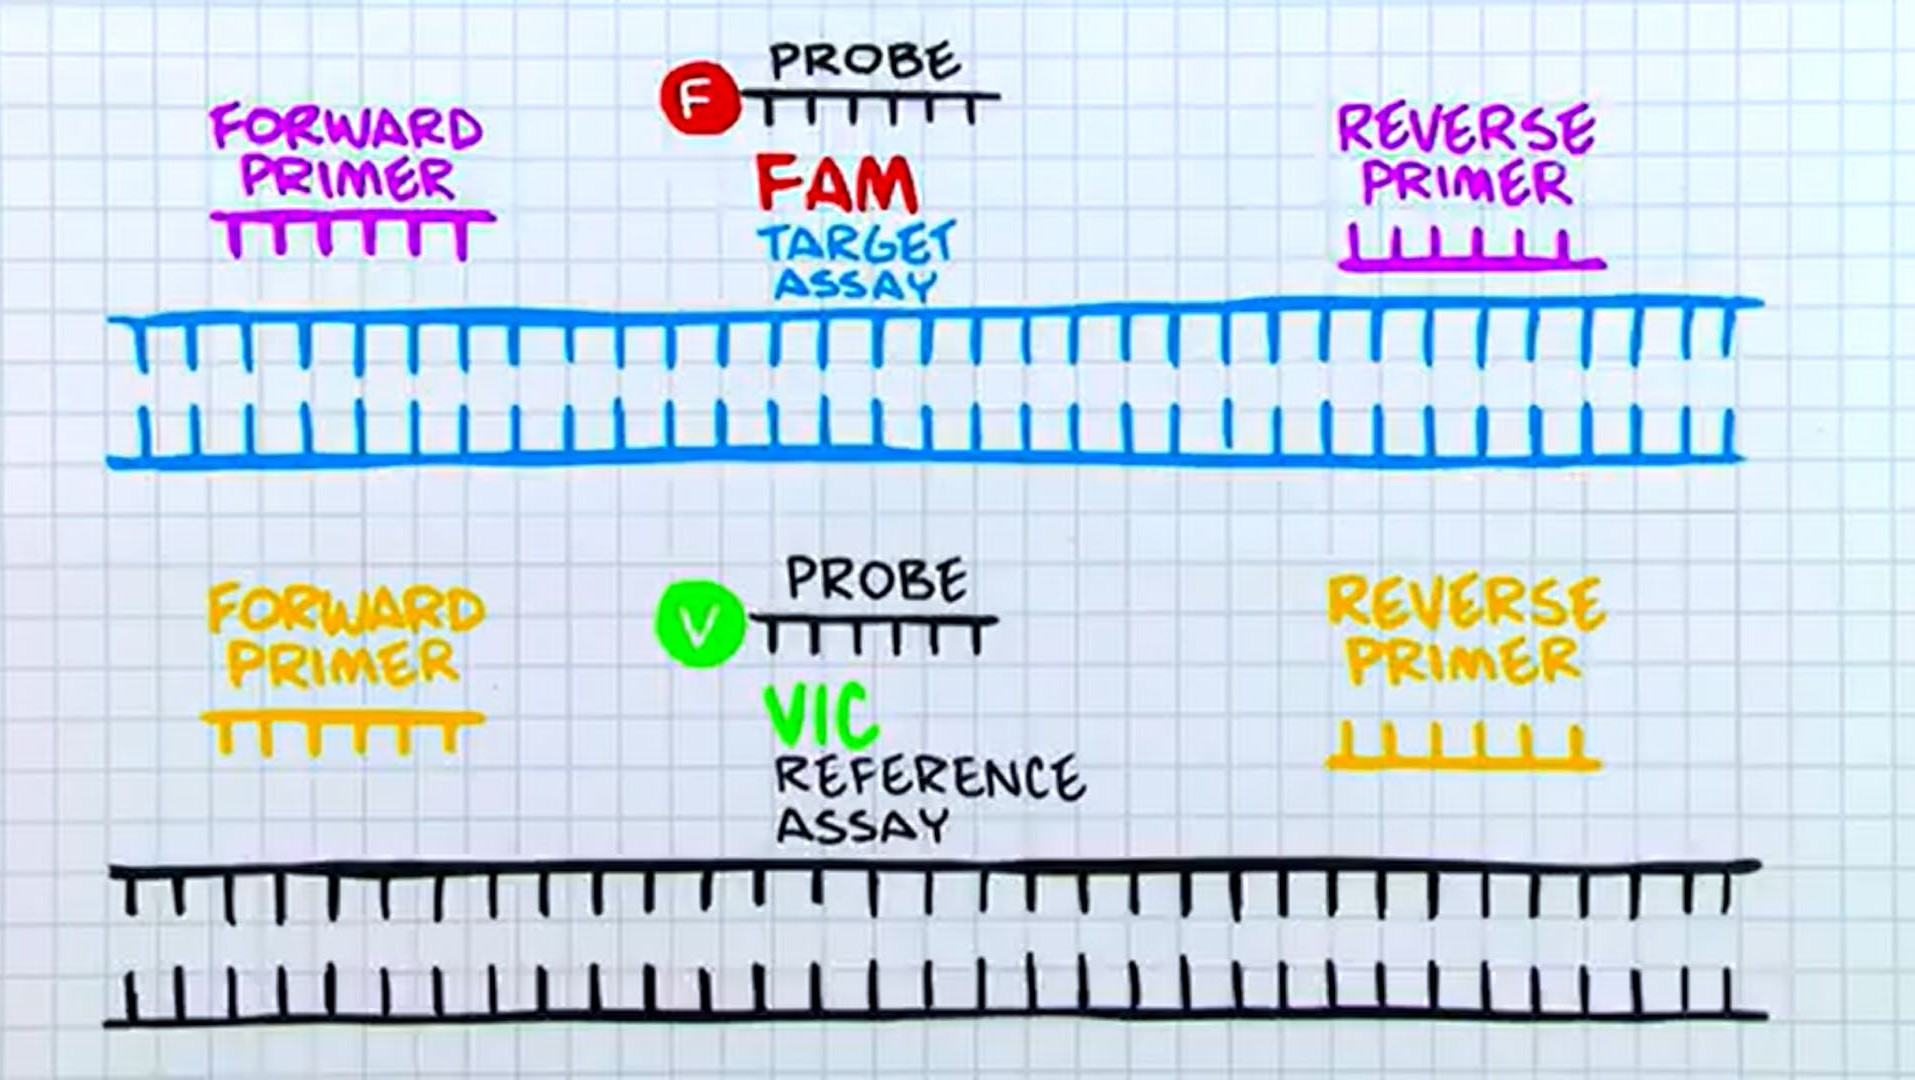 PROBE
F
FORWARD
PRIMER
FAM
TARGET
ASSAY
REVERSE
PRIMER
PROBE
V
FORWARD
PRIMER
VIC
REFERENCE
ASSAY
REVERSE
PRIMER